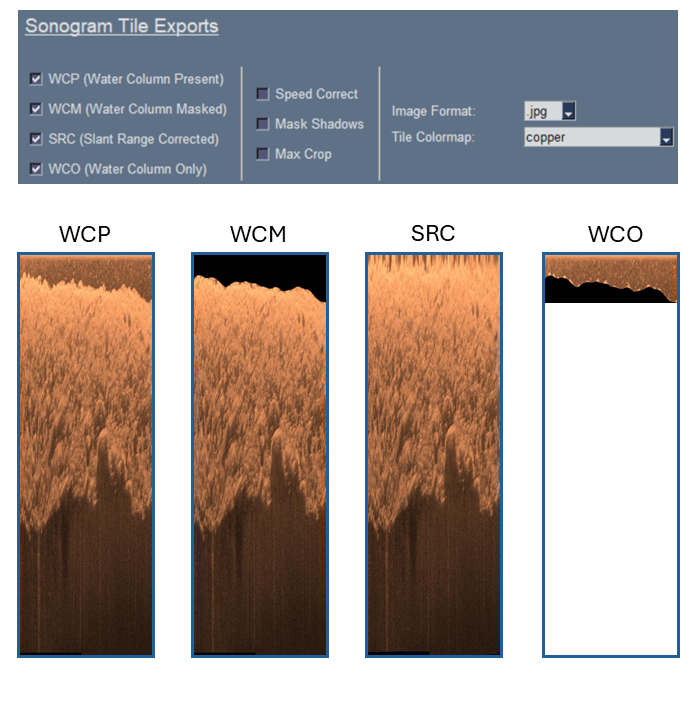 Sonogram Tile Exports
WCP (Water Column Present)
WCM (Water Column Masked)
SRC (Slant Range Corrected)
WCO (Water Column Only)
Speed Correct
Mask Shadows
Max Crop
Image Format: .jpg
Tile Colormap: copper
WCP WCM SRC WCO